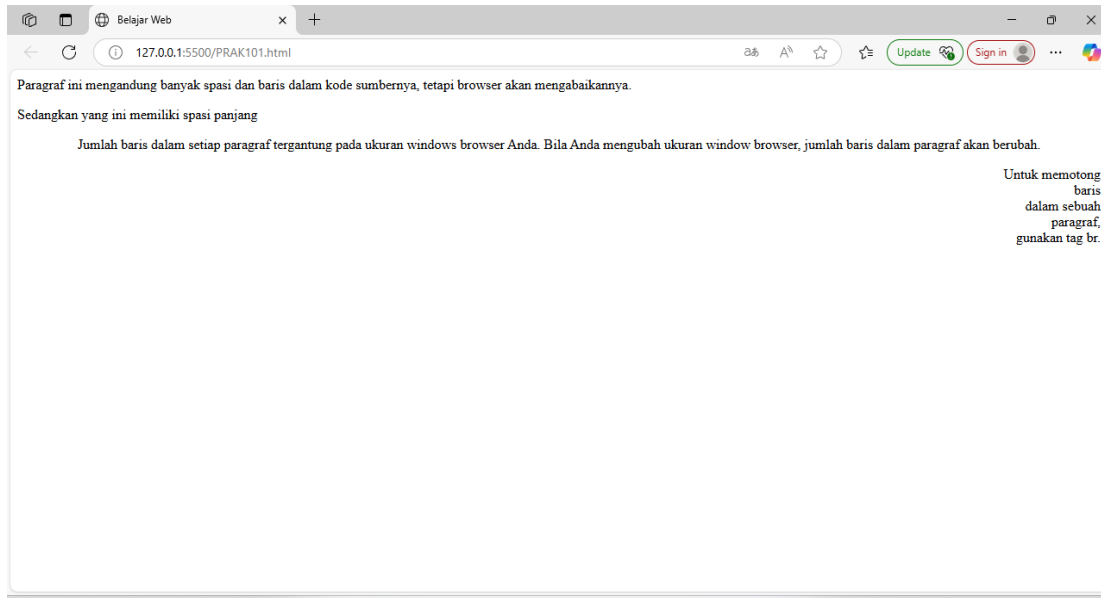 Belajar Web
127.0.0.1:5500/PRAK101.html
Update
Sign in
Paragraf ini mengandung banyak spasi dan baris dalam kode sumbernya, tetapi browser akan mengabaikannya.
Sedangkan yang ini memiliki spasi panjang
Jumlah baris dalam setiap paragraf tergantung pada ukuran windows browser Anda. Bila Anda mengubah ukuran window browser, jumlah baris dalam paragraf akan berubah.
Untuk memotong
baris
dalam sebuah
paragraf,
gunakan tag br.